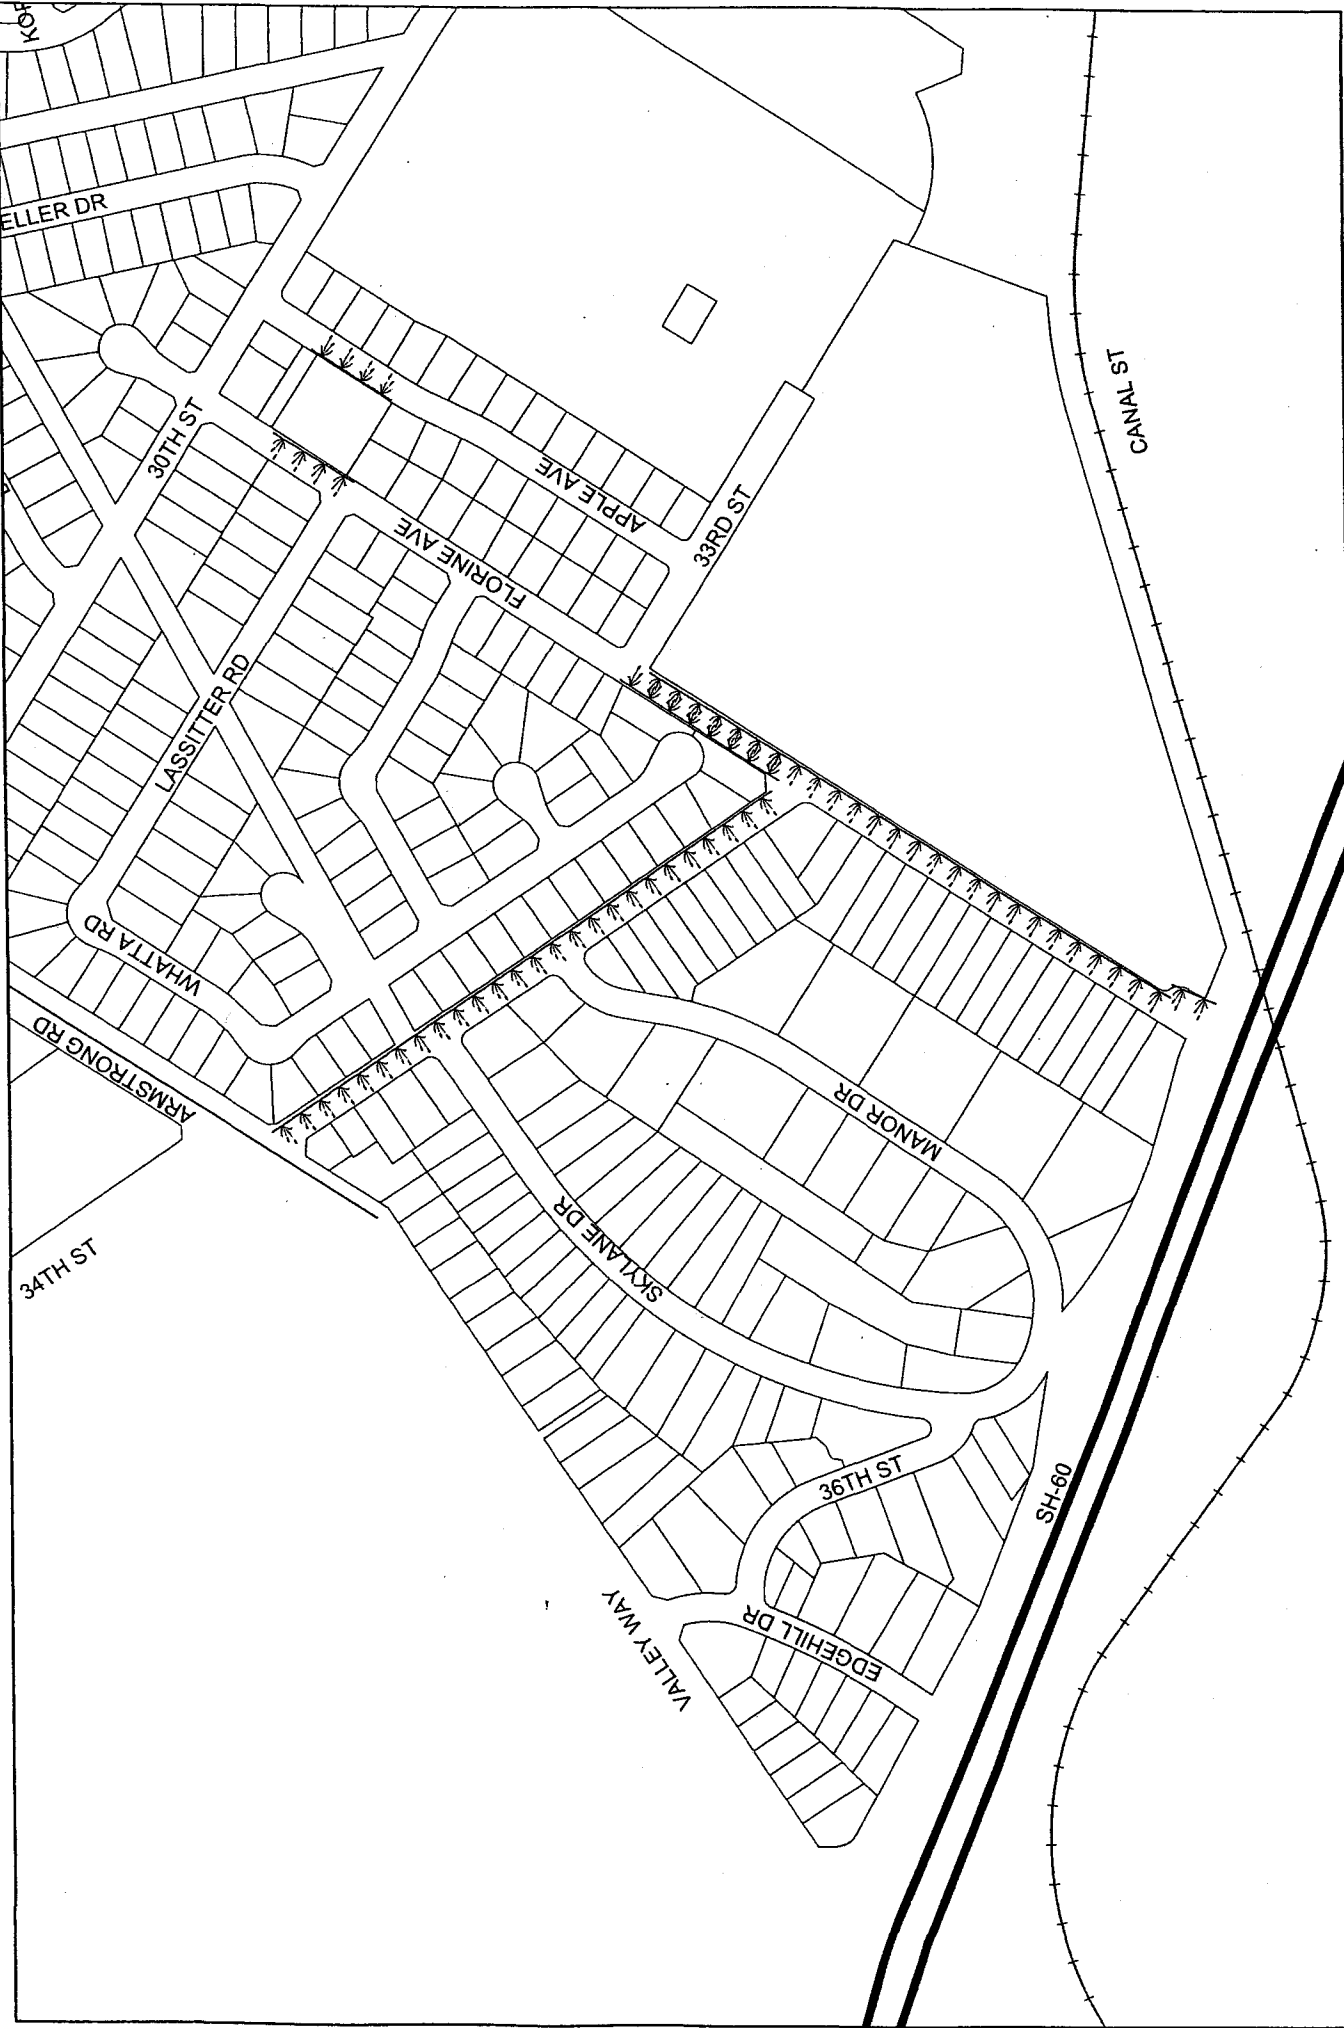 KOF
ELLER DR
CANAL ST
30TH ST
APPLE AVE
33RD ST
FLORINE AVE
LASSITTER RD
WHATTA RD
ARMSTRONG RD
MANOR DR
34TH ST
SKYLANE DR
36TH ST
SH-60
VALLEY WAY
EDGEHILL DR